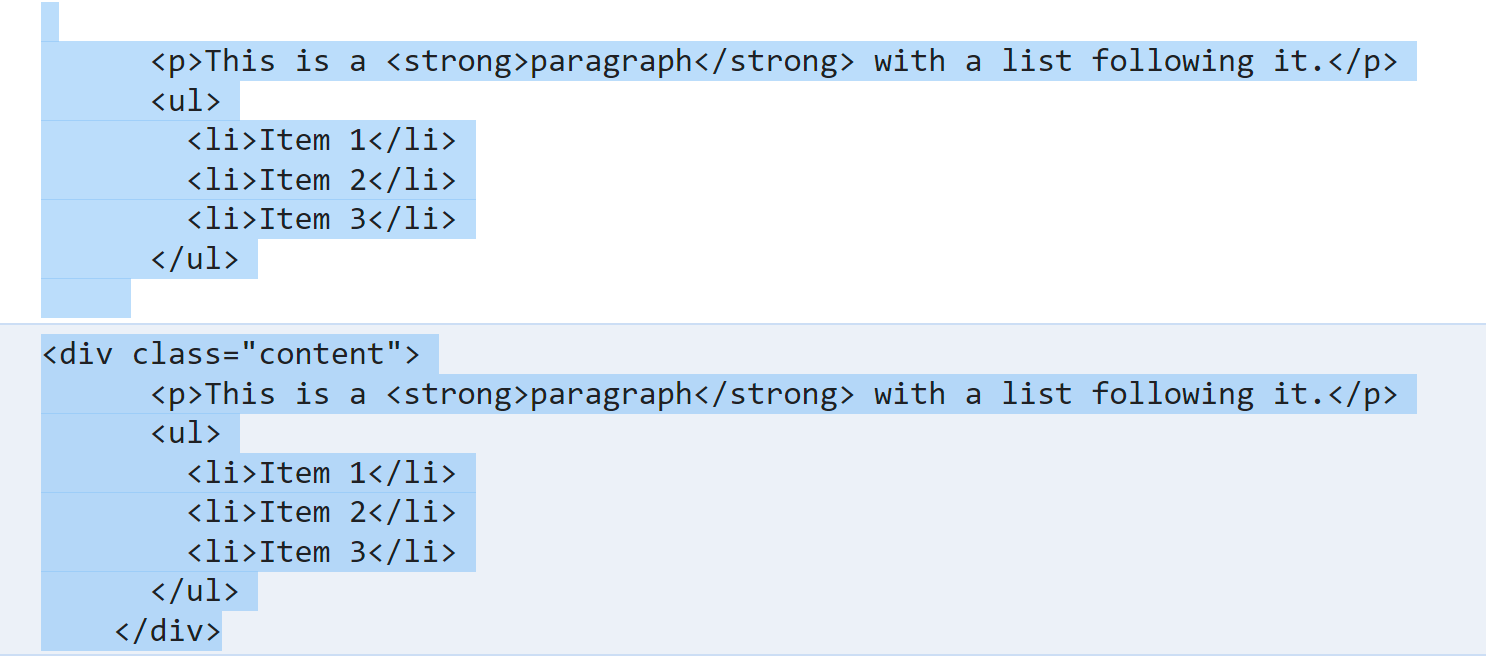 <p>This is a <strong>paragraph</strong> with a list following it.</p>
<ul>
<li>Item 1</li>
<li>Item 2</li>
<li>Item 3</li>
</ul>
<div class="content">
<p>This is a <strong>paragraph</strong> with a list following it.</p>
<ul>
<li>Item 1</li>
<li>Item 2</li>
<li>Item 3</li>
</ul>
</div>